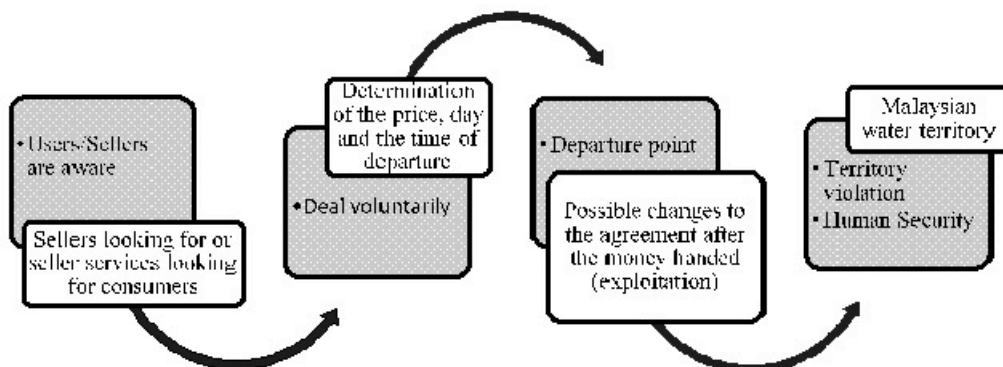 • Users/Sellers
are aware
Sellers looking for or
seller services looking
for consumers
Determination
of the price, day
and the time of
departure
• Deal voluntarily
• Departure point
Possible changes to
the agreement after
the money handed
(exploitation)
Malaysian
water territory
• Territory
violation
• Human Security